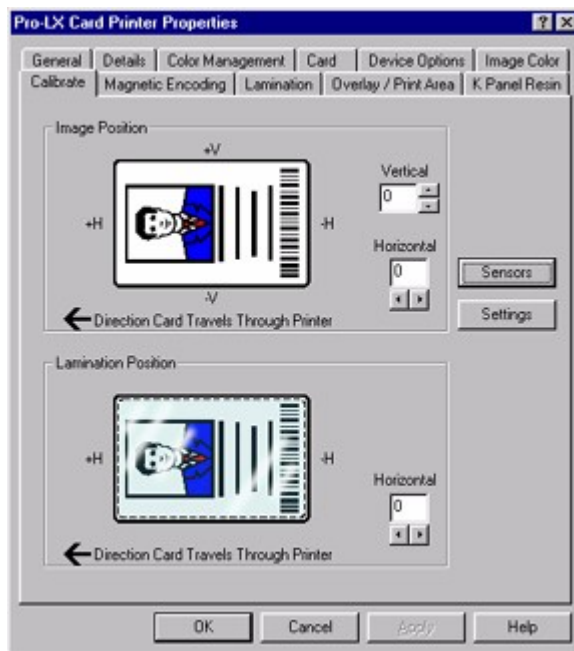 Pro-LX Card Printer Properties
General Details Color Management Card Device Options Image Color
Calibrate Magnetic Encoding Lamination Overlay / Print Area K Panel Resin
Image Position
+V
Vertical
0
+H
-H
Horizontal
0
Sensors
-V
Direction Card Travels Through Printer
Settings
Lamination Position
+H
-H
Horizontal
0
Direction Card Travels Through Printer
OK Cancel Apply Help